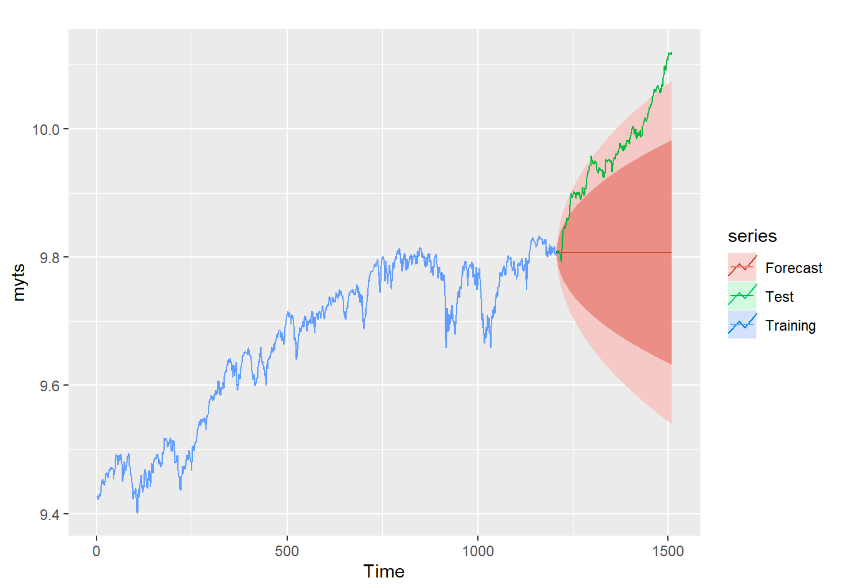 10.0
9.8
9.6
9.4
myts
0
500
1000
1500
Time
series
Forecast
Test
Training